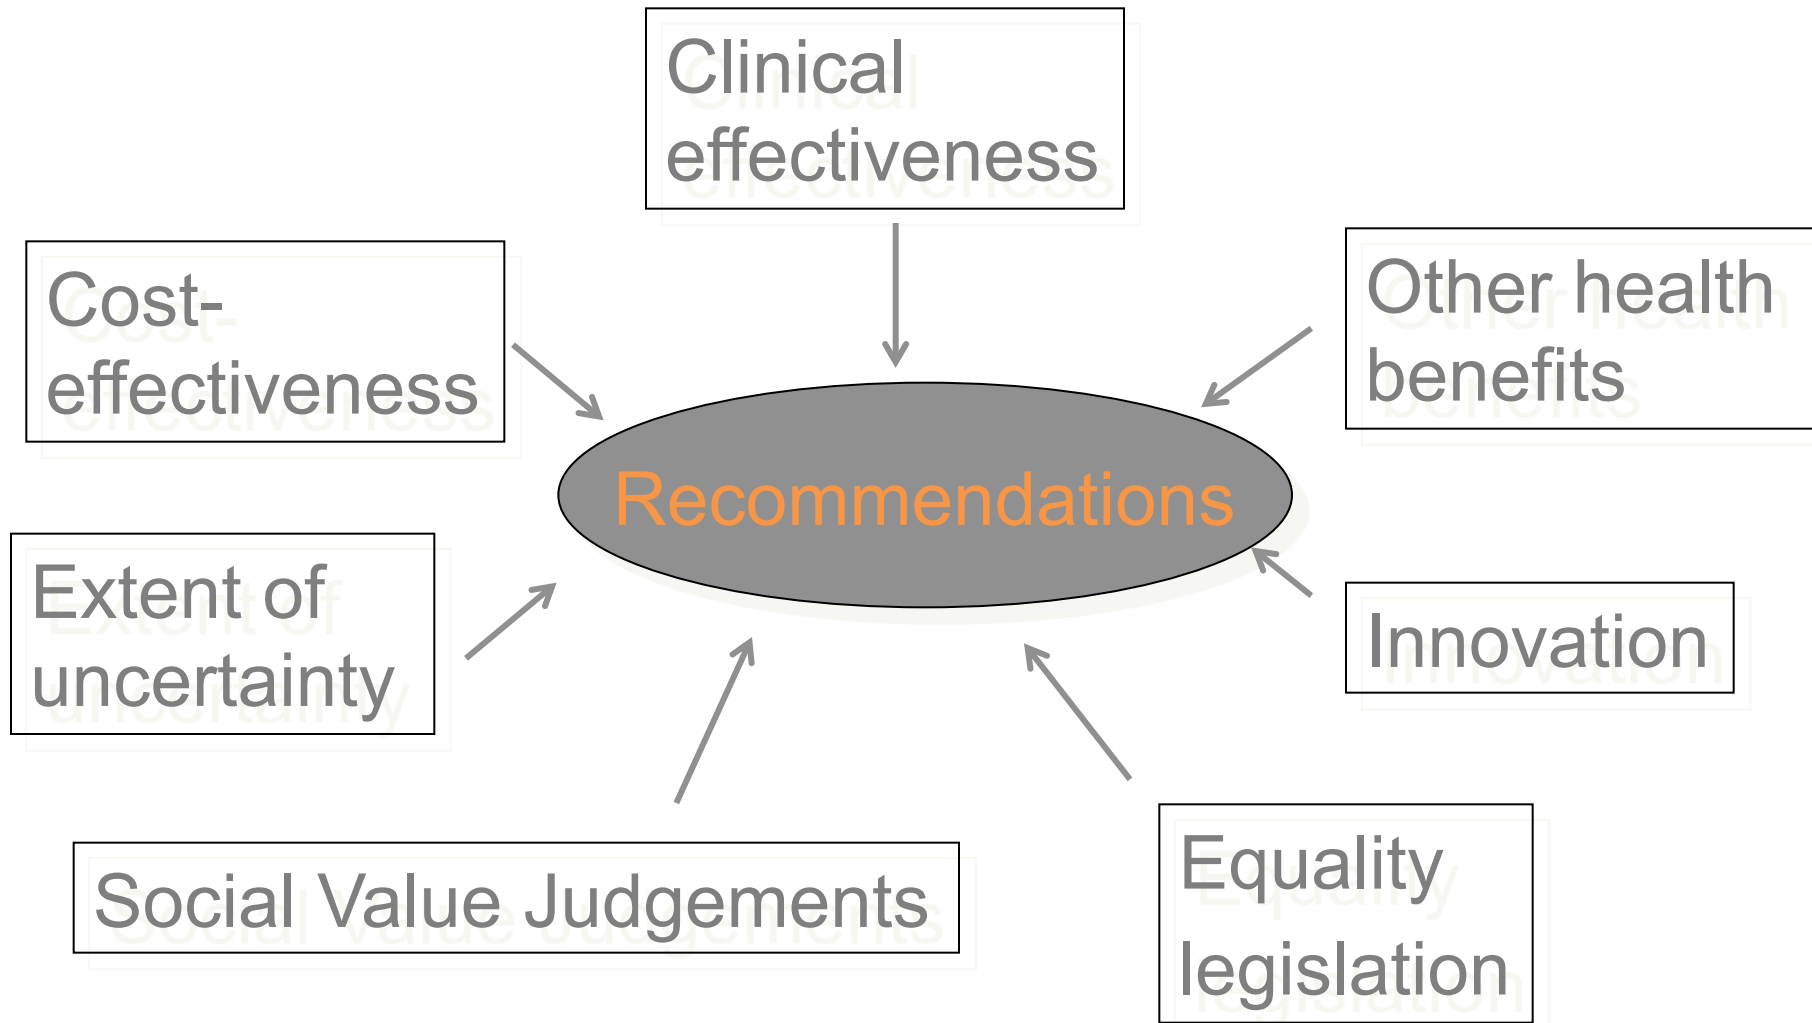 Clinical
effectiveness
Cost-
effectiveness
Other health
benefits
Recommendations
Extent of
uncertainty
Innovation
Social Value Judgements
Equality
legislation